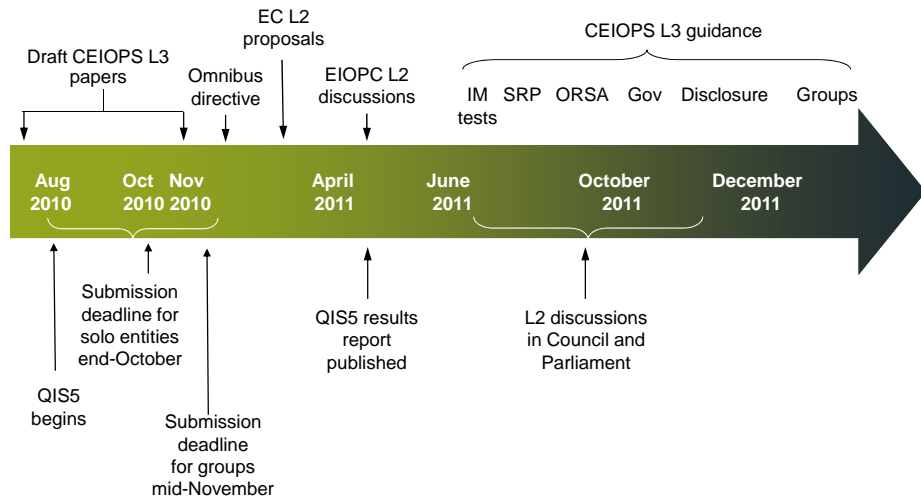 Draft CEIOPS L3
papers
Omnibus
directive
EC L2
proposals
EIOPC L2
discussions
CEIOPS L3 guidance
IM
tests
SRP
ORSA
Gov
Disclosure
Groups
Aug
2010
Oct
2010
Nov
2010
April
2011
June
2011
October
2011
December
2011
QIS5
begins
Submission
deadline for
solo entities
end-October
Submission
deadline
for groups
mid-November
QIS5 results
report
published
L2 discussions
in Council and
Parliament